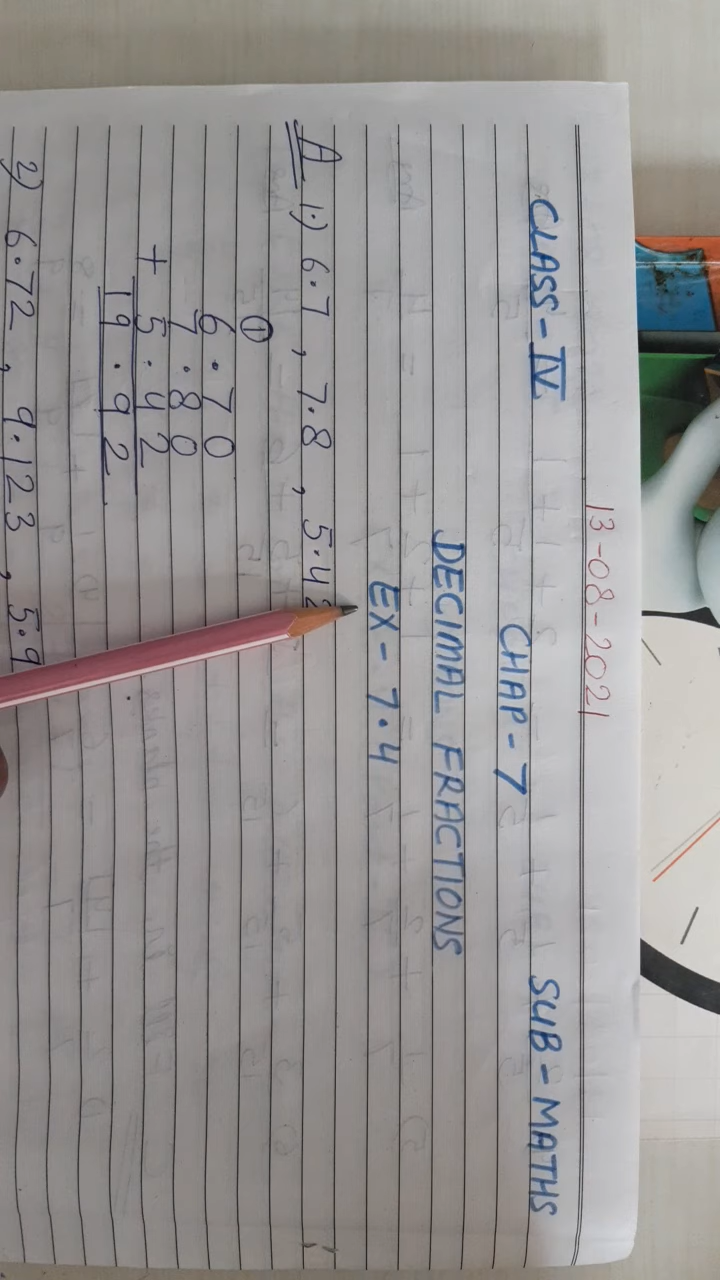 13-08-2021
CLASS-IV CHAP-7 SUB-MATHS
DECIMAL FRACTIONS
EX-7.4
A 1.) 6.7 , 7.8 , 5.42
1
6.70
7.80
+ 5.42
19.92
2) 6.72 , 9.123 , 5.9